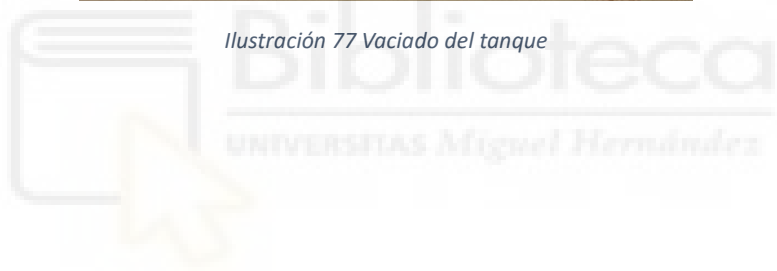 Ilustración 77 Vaciado del tanque
Biblioteca
UNIVERSITAS Miguel Hernández